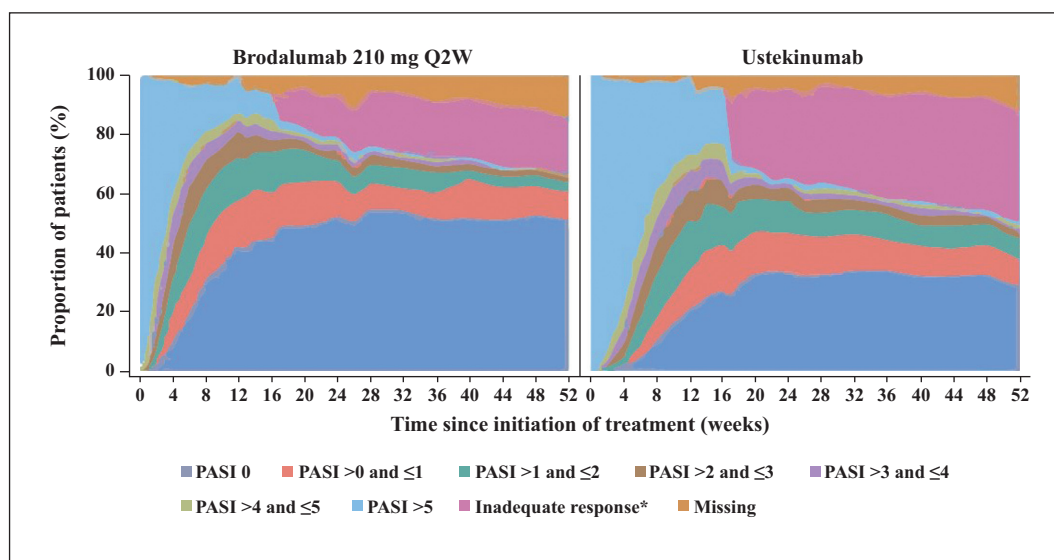 Brodalumab 210 mg Q2W
Ustekinumab
Proportion of patients (%)
100
80
60
40
20
0
0 4 8 12 16 20 24 28 32 36 40 44 48 52
0 4 8 12 16 20 24 28 32 36 40 44 48 52
Time since initiation of treatment (weeks)
PASI 0
PASI >0 and ≤1
PASI >1 and ≤2
PASI >2 and ≤3
PASI >3 and ≤4
PASI >4 and ≤5
PASI >5
Inadequate response*
Missing